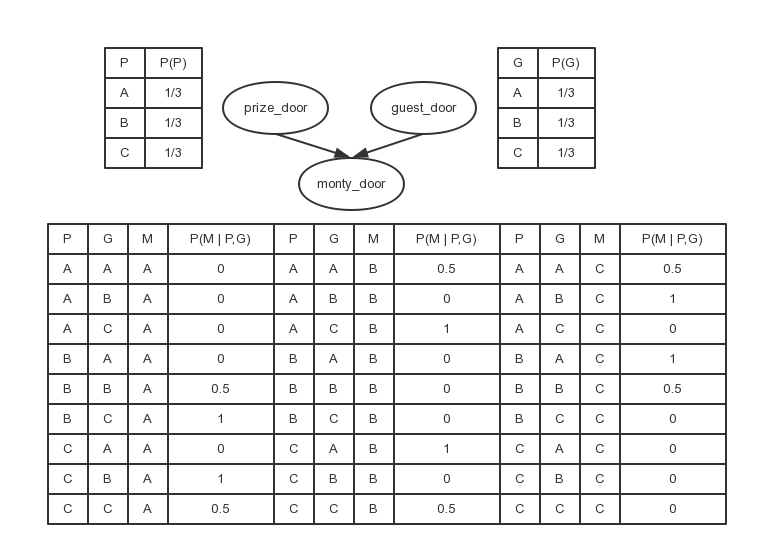 P P(P)
A 1/3
B 1/3
C 1/3
prize_door
guest_door
monty_door
G P(G)
A 1/3
B 1/3
C 1/3
P G M P(M | P,G) P G M P(M | P,G) P G M P(M | P,G)
A A A 0 A A B 0.5 A A C 0.5
A B A 0 A B B 0 A B C 1
A C A 0 A C B 1 A C C 0
B A A 0 B A B 0 B A C 1
B B A 0.5 B B B 0 B B C 0.5
B C A 1 B C B 0 B C C 0
C A A 0 C A B 1 C A C 0
C B A 1 C B B 0 C B C 0
C C A 0.5 C C B 0.5 C C C 0